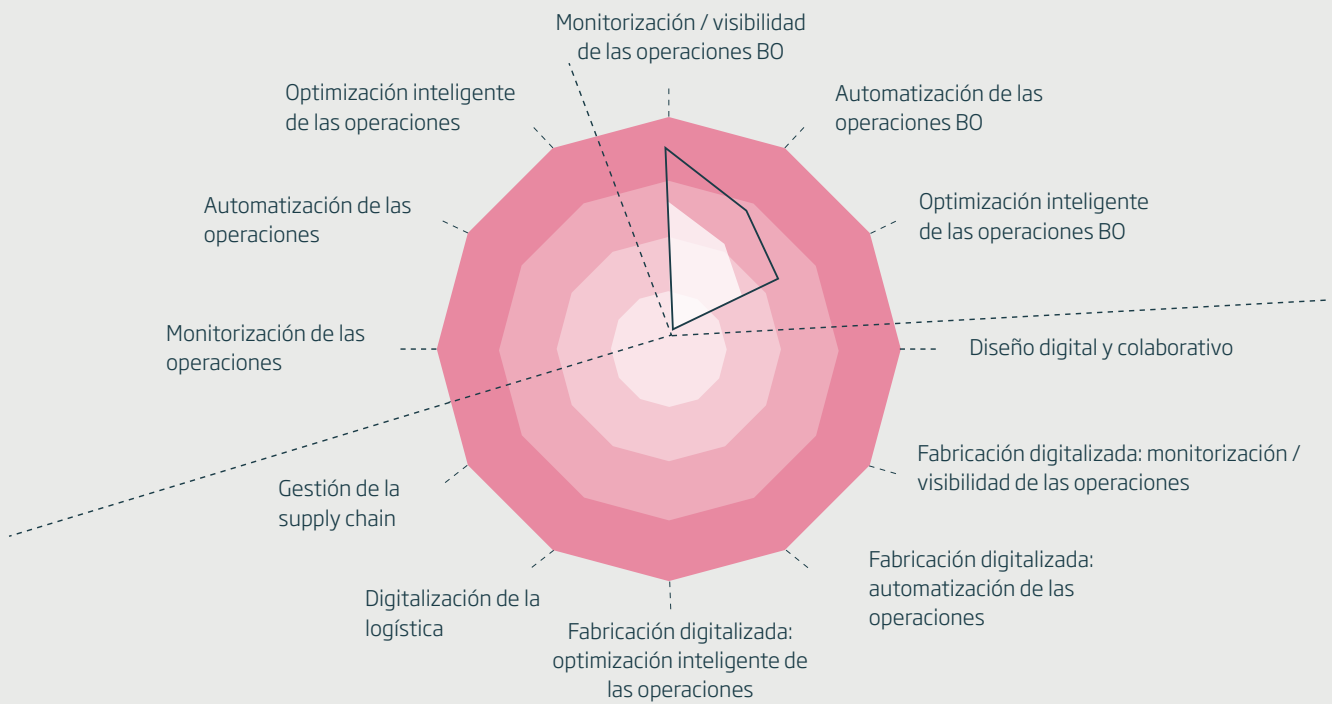 Monitorización / visibilidad
de las operaciones BO
Automatización de las
operaciones BO
Optimización inteligente
de las operaciones BO
Diseño digital y colaborativo
Fabricación digitalizada: monitorización /
visibilidad de las operaciones
Fabricación digitalizada:
automatización de las
operaciones
Fabricación digitalizada:
optimización inteligente de
las operaciones
Digitalización de la
logística
Gestión de la
supply chain
Monitorización de las
operaciones
Automatización de las
operaciones
Optimización inteligente
de las operaciones